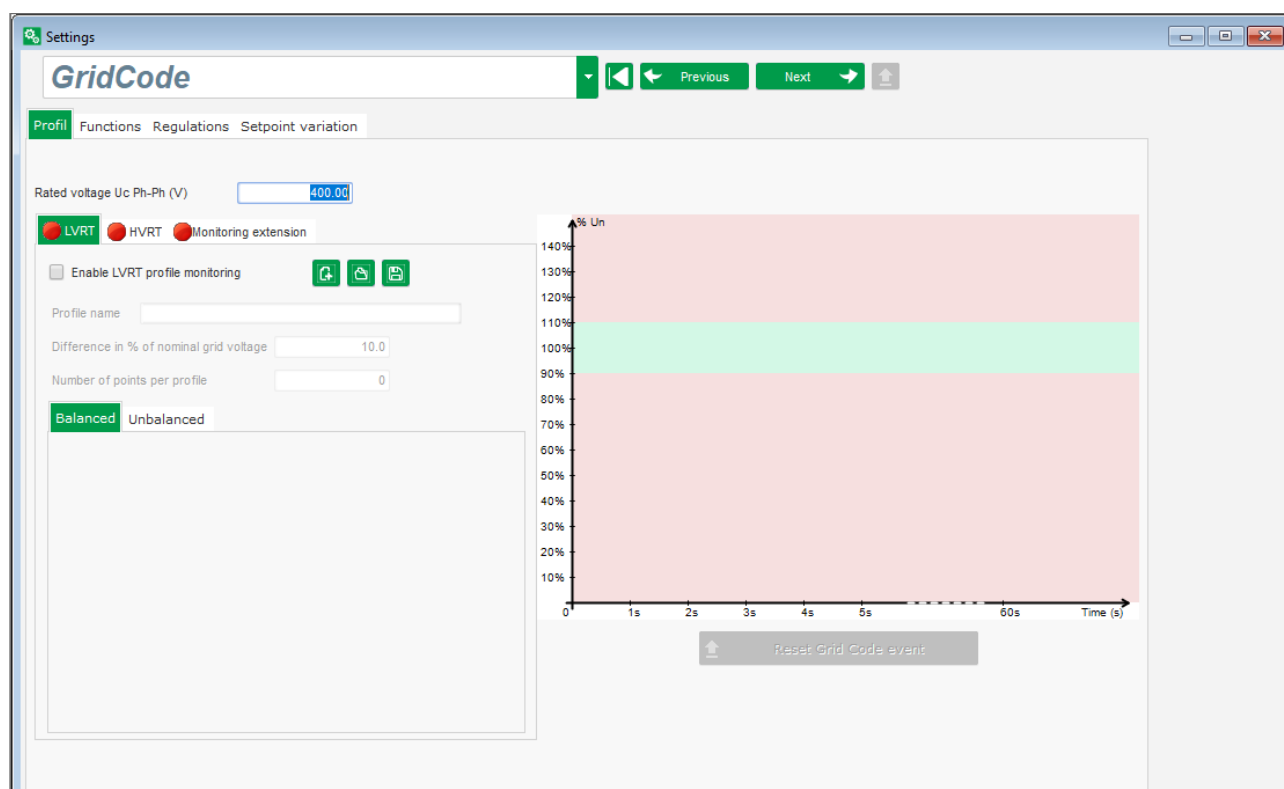 Settings
GridCode
Previous Next
Profil Functions Regulations Setpoint variation
Rated voltage Uc Ph-Ph (V) 400.00
LVRT HVRT Monitoring extension
Enable LVRT profile monitoring
Profile name
Difference in % of nominal grid voltage 10.0
Number of points per profile 0
Balanced Unbalanced
% Un
140%
130%
120%
110%
100%
90%
80%
70%
60%
50%
40%
30%
20%
10%
0 1s 2s 3s 4s 5s 60s Time (s)
Reset Grid Code event